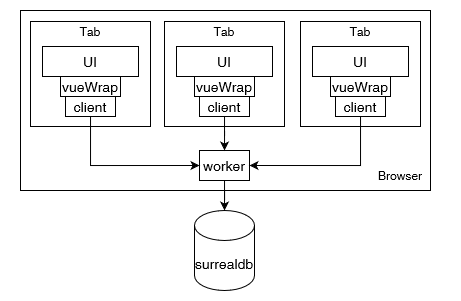 Tab
UI
vueWrap
client
Tab
UI
vueWrap
client
Tab
UI
vueWrap
client
worker
Browser
surrealdb